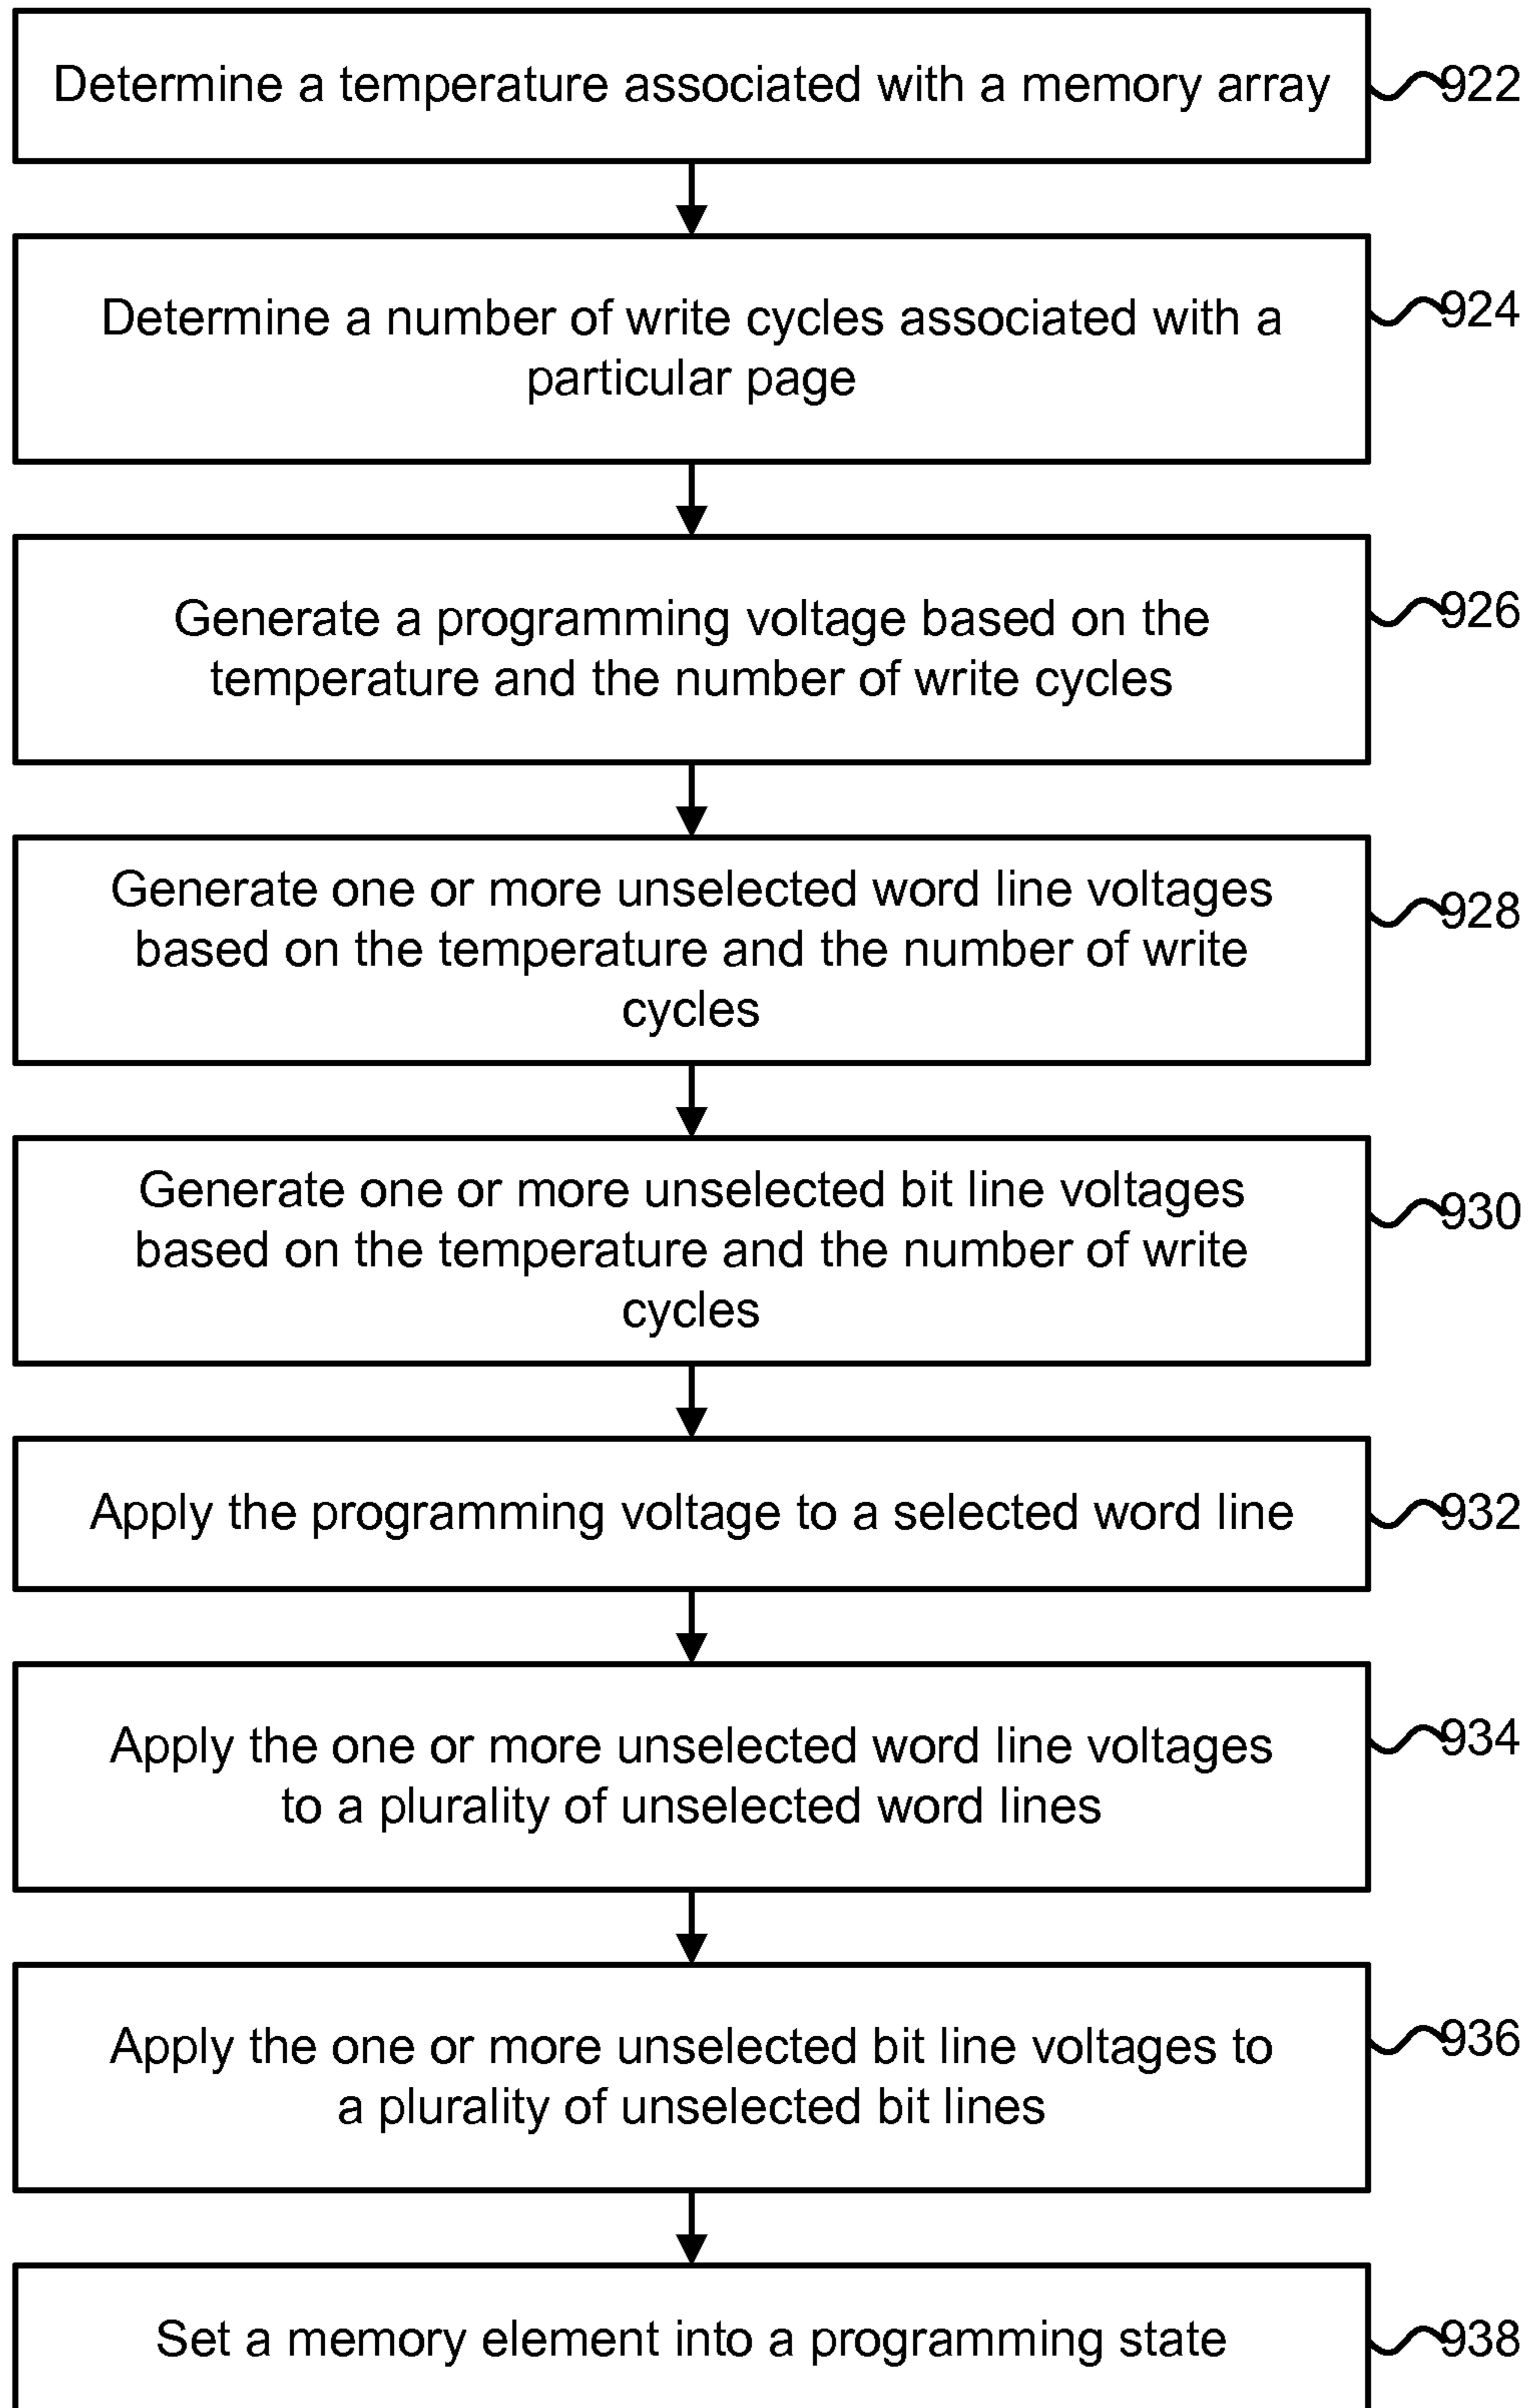 Determine a temperature associated with a memory array
922
Determine a number of write cycles associated with a
particular page
924
Generate a programming voltage based on the
temperature and the number of write cycles
926
Generate one or more unselected word line voltages
based on the temperature and the number of write
cycles
928
Generate one or more unselected bit line voltages
based on the temperature and the number of write
cycles
930
Apply the programming voltage to a selected word line
932
Apply the one or more unselected word line voltages
to a plurality of unselected word lines
934
Apply the one or more unselected bit line voltages to
a plurality of unselected bit lines
936
Set a memory element into a programming state
938